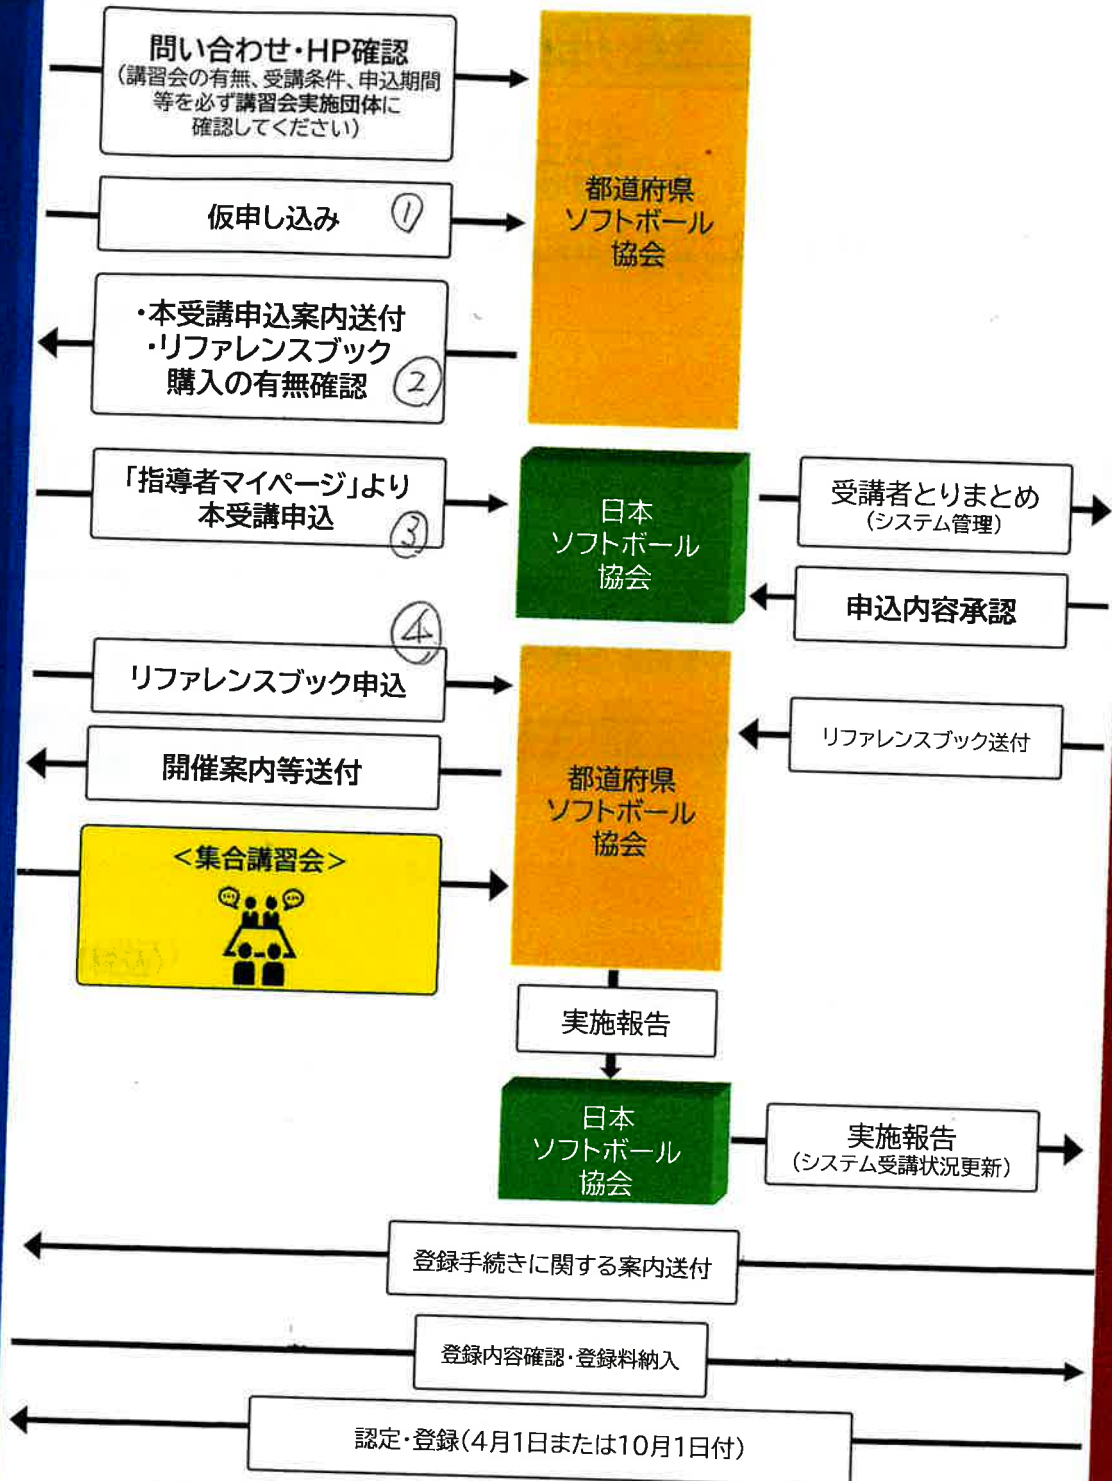 問い合わせ・HP確認
（講習会の有無、受講条件、申込期間
等を必ず講習会実施団体に
確認してください）
都道府県
ソフトボール
協会
仮申し込み ①
・本受講申込案内送付
・リファレンスブック
購入の有無確認 ②
「指導者マイページ」より
本受講申込 ③
日本
ソフトボール
協会
受講者とりまとめ
（システム管理）
申込内容承認
④
リファレンスブック申込
リファレンスブック送付
開催案内等送付
都道府県
ソフトボール
協会
＜集合講習会＞
実施報告
日本
ソフトボール
協会
実施報告
（システム受講状況更新）
登録手続きに関する案内送付
登録内容確認・登録料納入
認定・登録（4月1日または10月1日付）